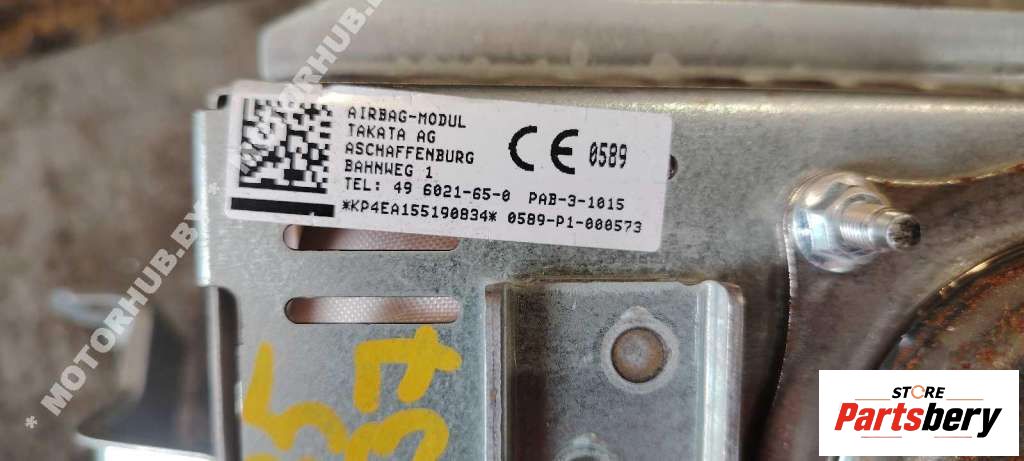 AIRBAG-MODUL
TAKATA AG
ASCHAFFENBURG
BAHNWEG 1
TEL: 49 6021-65-0 PAB-3-1015
*KP4EA155190834* 0589-P1-000573
CE 0589
* MOTORHUB.BY *
MOTORHUB.BY
STORE
Partsbery